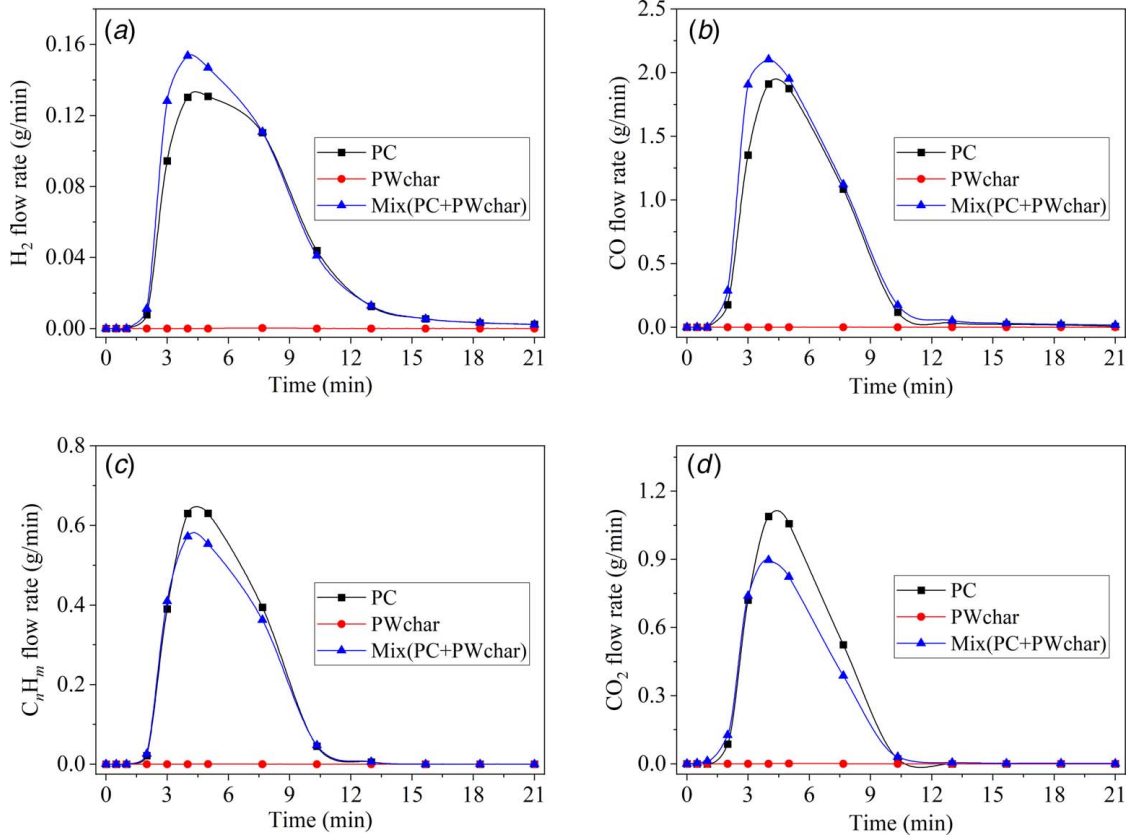 (a)
H2 flow rate (g/min)
0.16
0.12
0.08
0.04
0.00
PC
PWchar
Mix(PC+PWchar)
0 3 6 9 12 15 18 21
Time (min)
(b)
CO flow rate (g/min)
2.5
2.0
1.5
1.0
0.5
0.0
PC
PWchar
Mix(PC+PWchar)
0 3 6 9 12 15 18 21
Time (min)
(c)
CnHm flow rate (g/min)
0.8
0.6
0.4
0.2
0.0
PC
PWchar
Mix(PC+PWchar)
0 3 6 9 12 15 18 21
Time (min)
(d)
CO2 flow rate (g/min)
1.2
0.9
0.6
0.3
0.0
PC
PWchar
Mix(PC+PWchar)
0 3 6 9 12 15 18 21
Time (min)